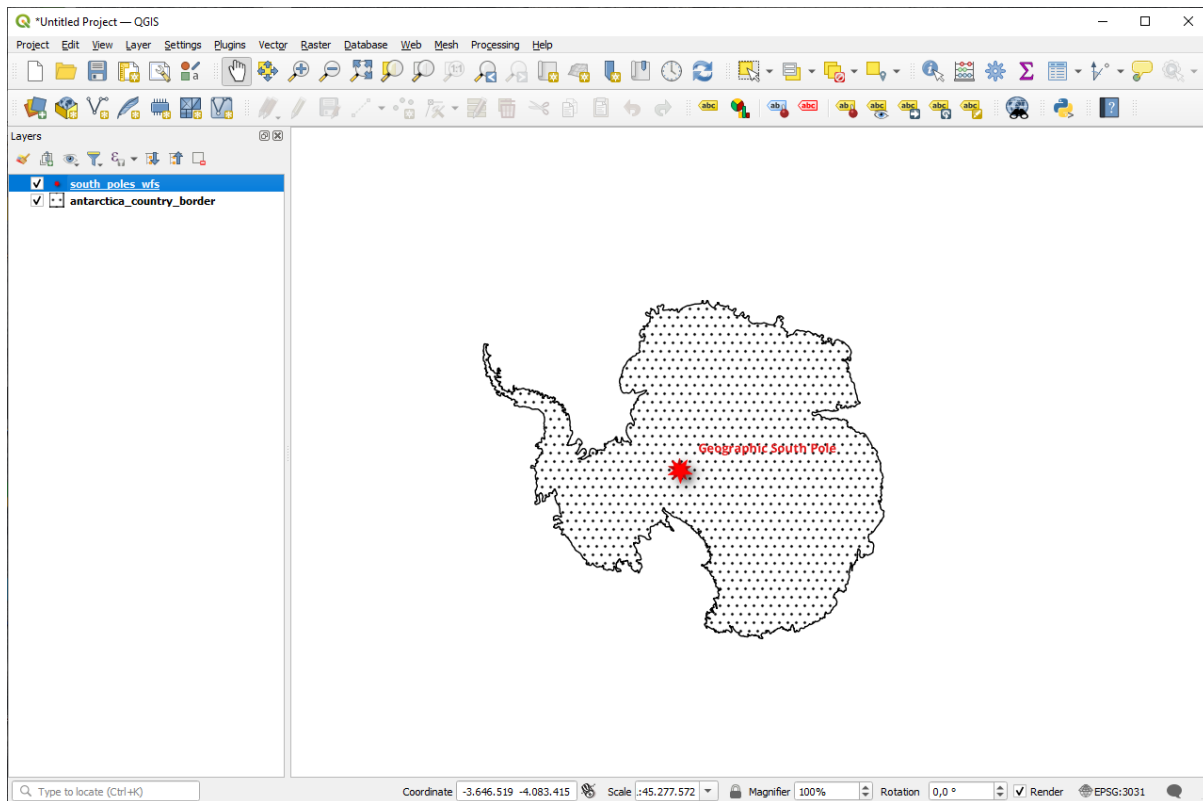 *Untitled Project — QGIS
Project Edit View Layer Settings Plugins Vector Raster Database Web Mesh Processing Help
Layers
south_poles_wfs
antarctica_country_border
Geographic South Pole
Type to locate (Ctrl+K) Coordinate -3.646.519 -4.083.415 Scale .:45.277.572 Magnifier 100% Rotation 0,0 ° Render EPSG:3031